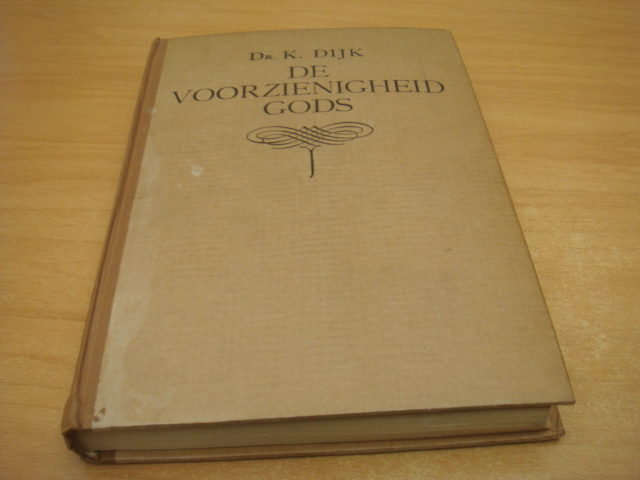 Dr. K. DIJK
DE
VOORZIENIGHEID
GODS